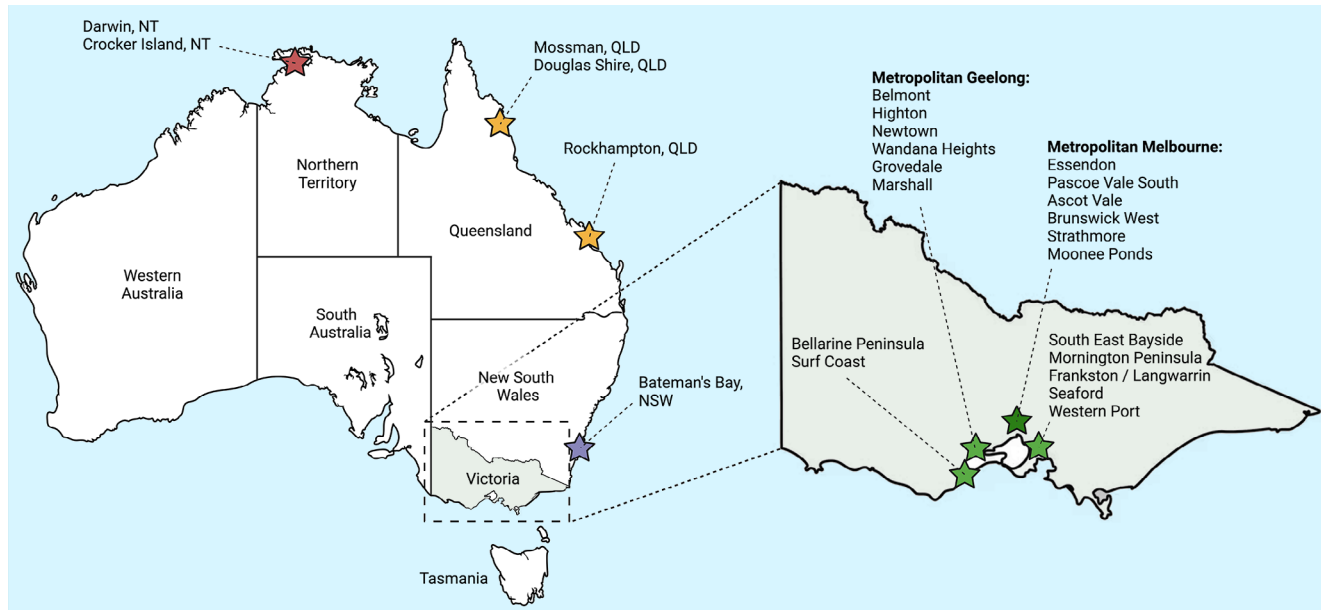 Darwin, NT
Crocker Island, NT
Mossman, QLD
Douglas Shire, QLD
Rockhampton, QLD
Northern
Territory
Queensland
Western
Australia
South
Australia
New South
Wales
Bateman's Bay,
NSW
Victoria
Tasmania
Metropolitan Geelong:
Belmont
Highton
Newtown
Wandana Heights
Grovedale
Marshall
Metropolitan Melbourne:
Essendon
Pascoe Vale South
Ascot Vale
Brunswick West
Strathmore
Moonee Ponds
Bellarine Peninsula
Surf Coast
South East Bayside
Mornington Peninsula
Frankston / Langwarrin
Seaford
Western Port